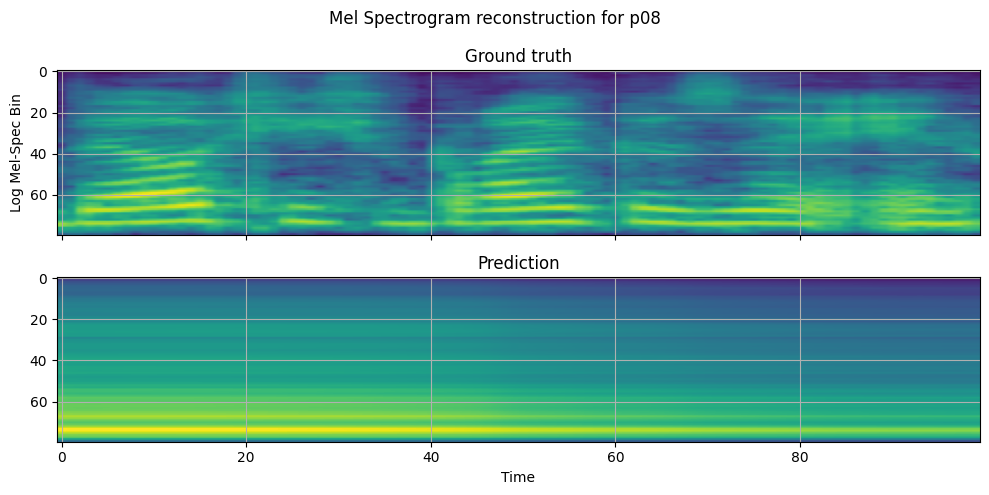 Mel Spectrogram reconstruction for p08
Ground truth
0
20
40
60
Log Mel-Spec Bin
Prediction
0
20
40
60
0 20 40 60 80
Time